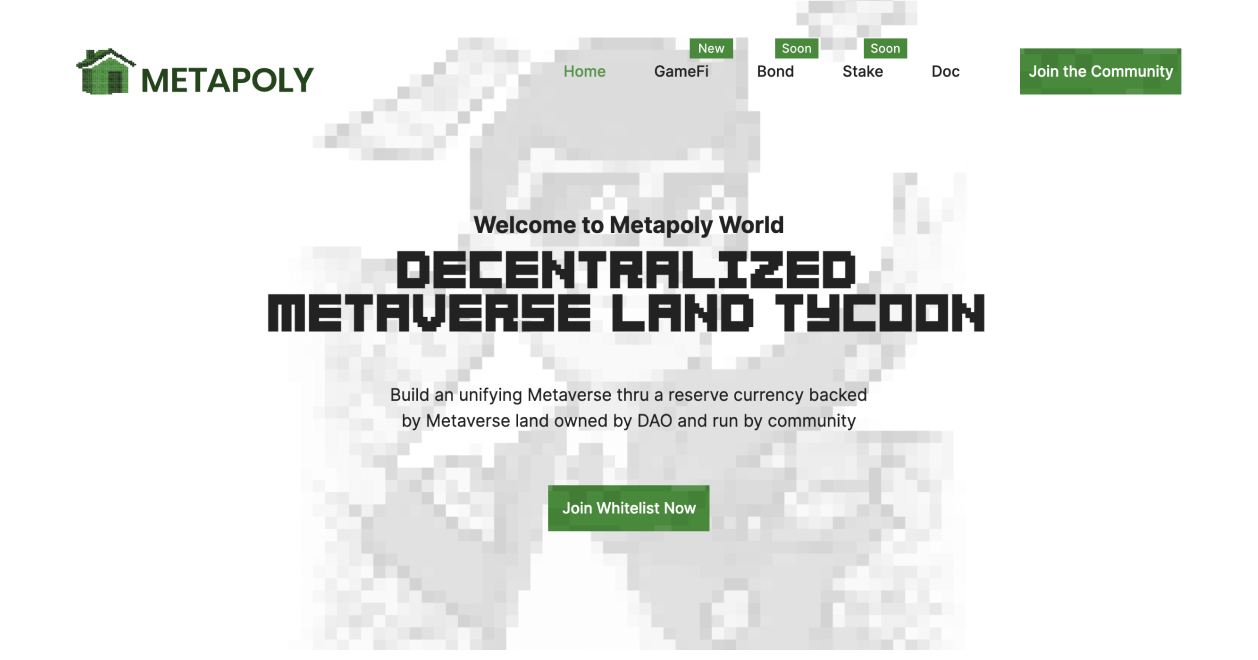 METAPOLY
Home
New
GameFi
Soon
Bond
Soon
Stake
Doc
Join the Community
Welcome to Metapoly World
DECENTRALIZED
METAVERSE LAND TYCOON
Build an unifying Metaverse thru a reserve currency backed
by Metaverse land owned by DAO and run by community
Join Whitelist Now